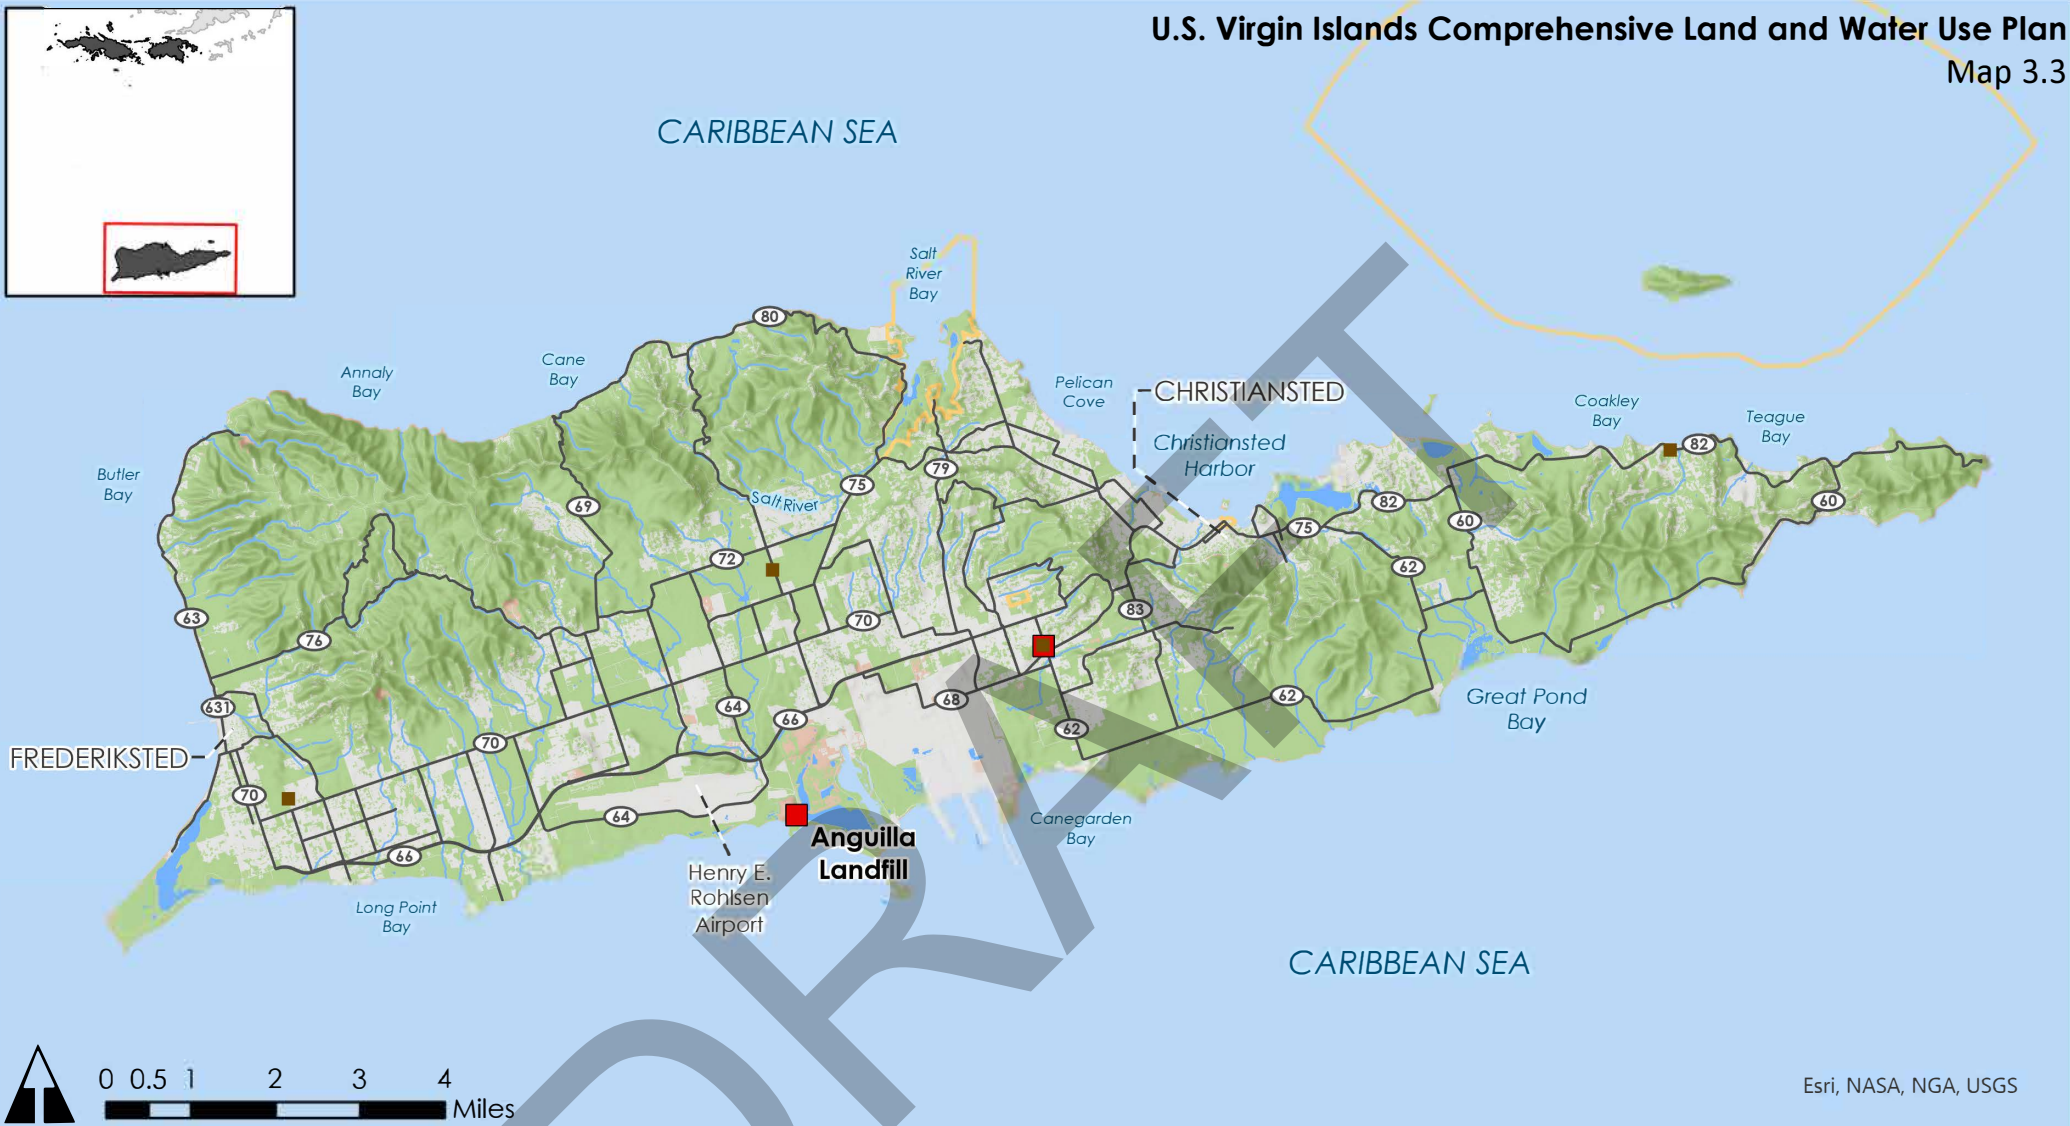 U.S. Virgin Islands Comprehensive Land and Water Use Plan
Map 3.3
CARIBBEAN SEA
Salt
River
Bay
80
Annaly
Bay
Cane
Bay
Pelican
Cove
CHRISTIANSTED
Christiansted
Harbor
Coakley
Bay
Teague
Bay
82
Butler
Bay
79
75
Salt River
69
82
60
60
75
72
62
63
76
70
83
631
64
66
68
62
62
Great Pond
Bay
FREDERIKSTED
70
70
64
66
Anguilla
Landfill
Canegarden
Bay
Henry E.
Rohlsen
Airport
Long Point
Bay
CARIBBEAN SEA
DRAFT
0 0.5 1 2 3 4
Miles
Esri, NASA, NGA, USGS